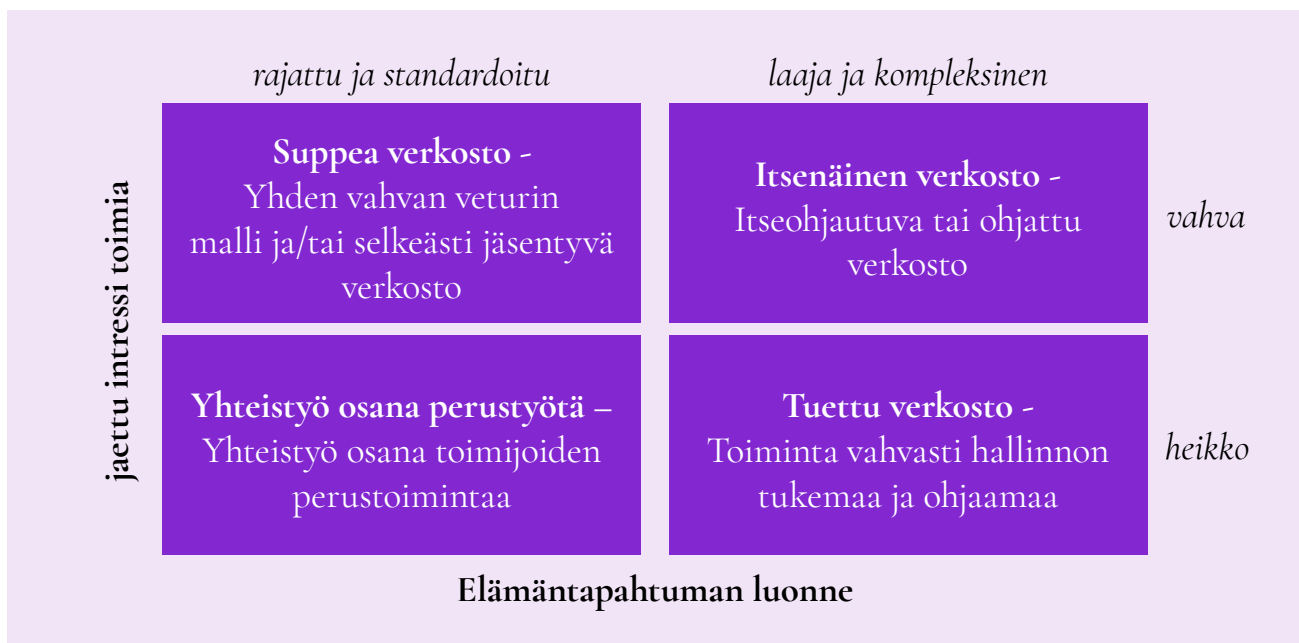 rajattu ja standardoitu
laaja ja kompleksinen
jaettu intressi toimia
Suppea verkosto -
Yhden vahvan veturin
malli ja/tai selkeästi jäsentyvä
verkosto
Itsenäinen verkosto -
Itseohjautuva tai ohjattu
verkosto
vahva
Yhteistyö osana perustyötä –
Yhteistyö osana toimijoiden
perustoimintaa
Tuettu verkosto -
Toiminta vahvasti hallinnon
tukemaa ja ohjaamaa
heikko
Elämäntapahtuman luonne